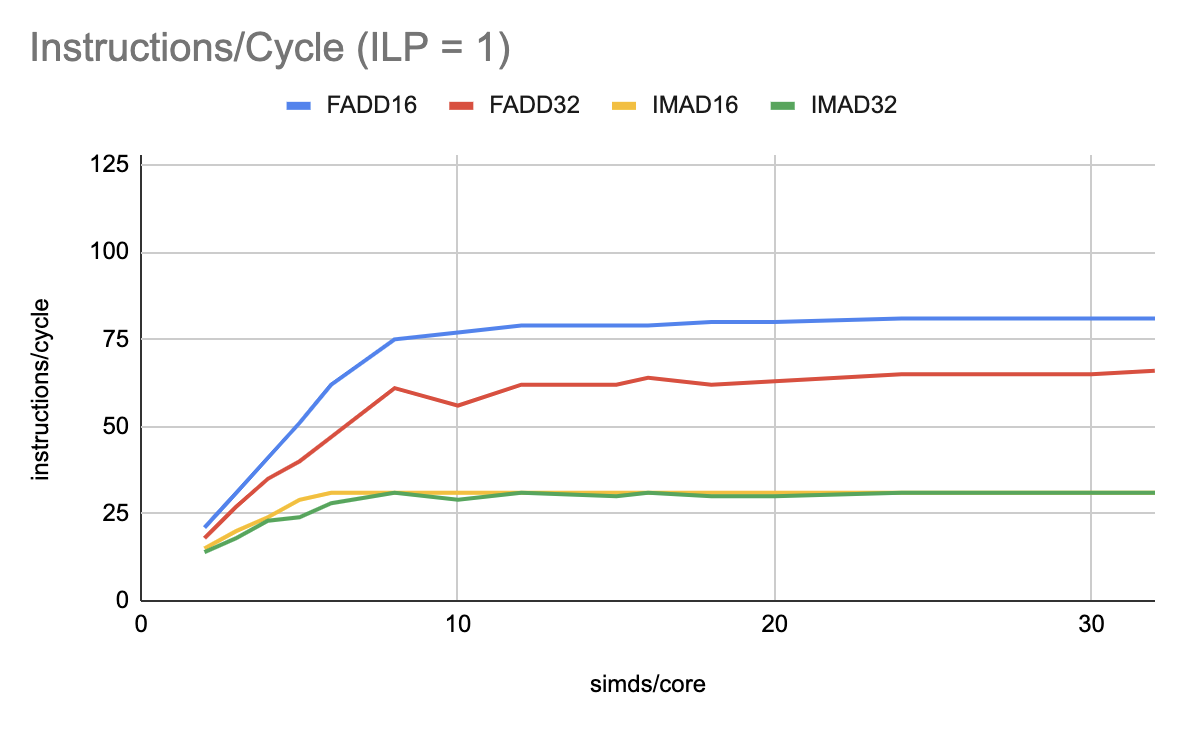 Instructions/Cycle (ILP = 1)
FADD16 FADD32 IMAD16 IMAD32
125
100
75
50
25
0
instructions/cycle
0 10 20 30
simds/core